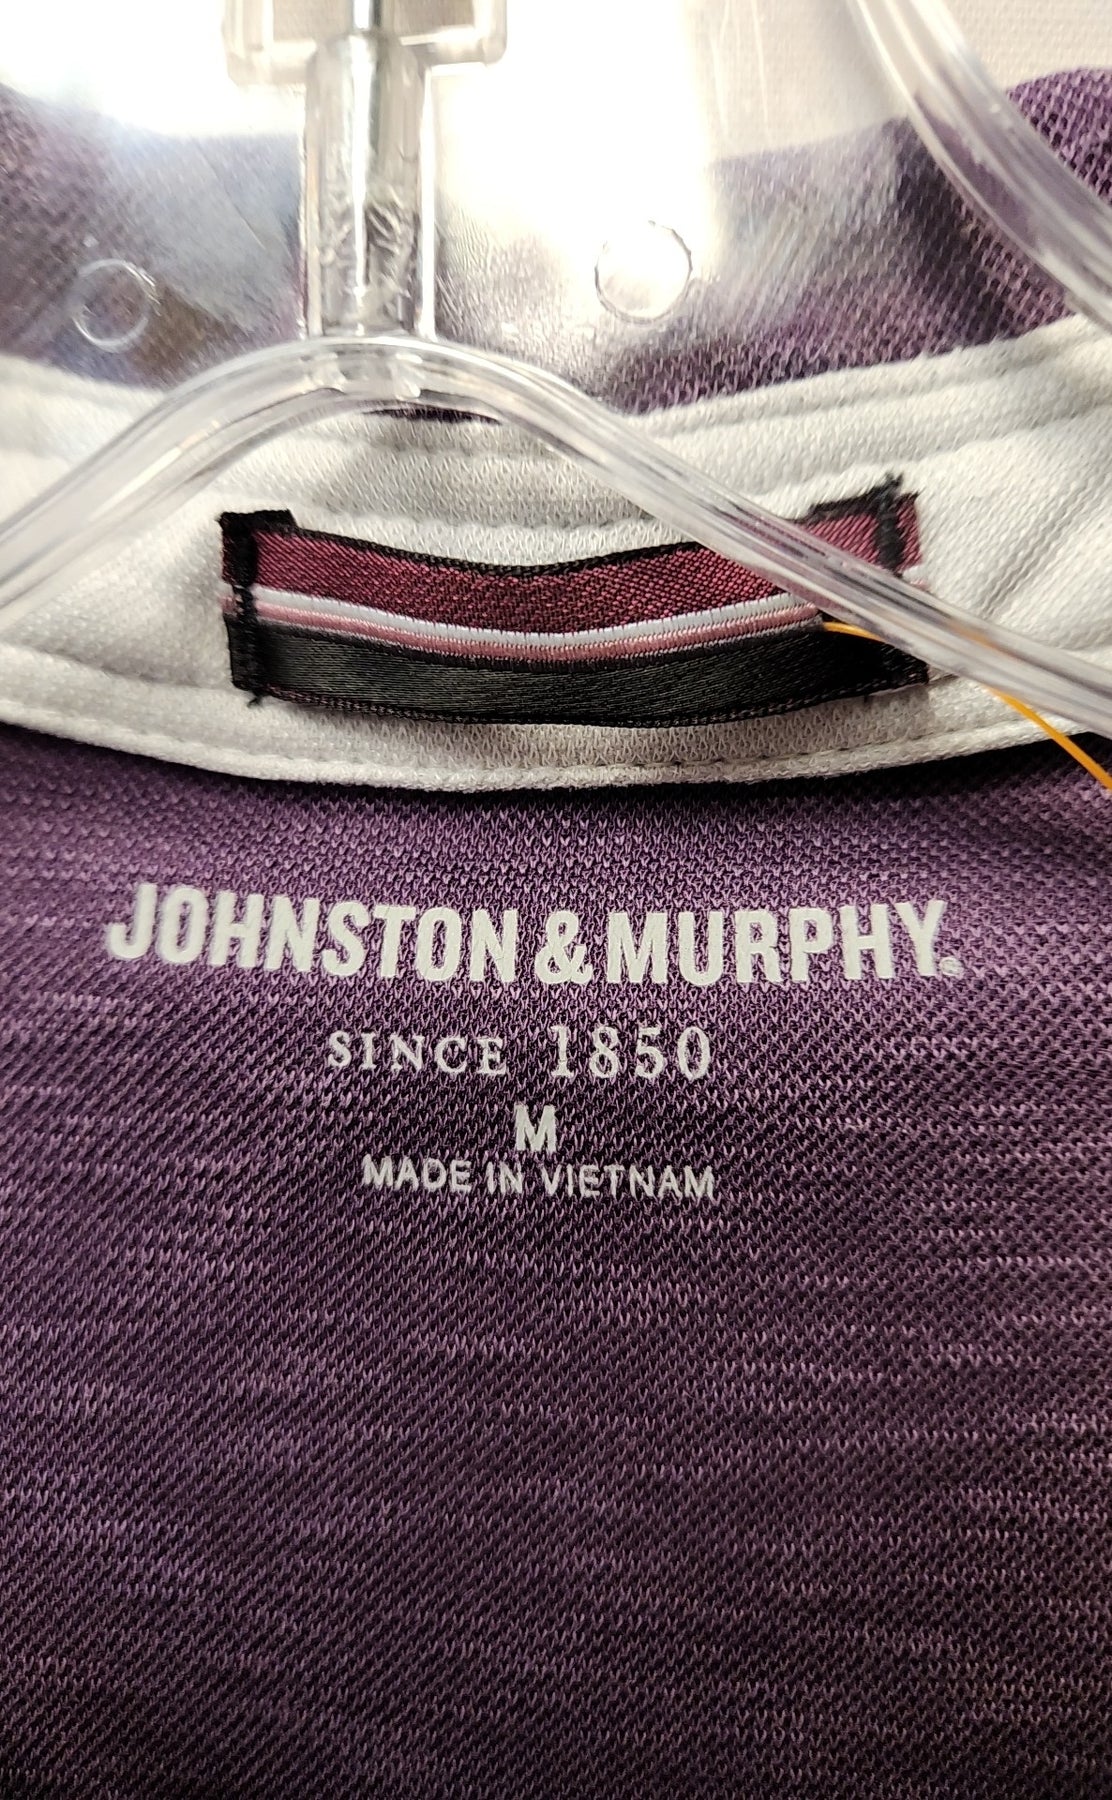 JOHNSTON & MURPHY®
SINCE 1850
M
MADE IN VIETNAM